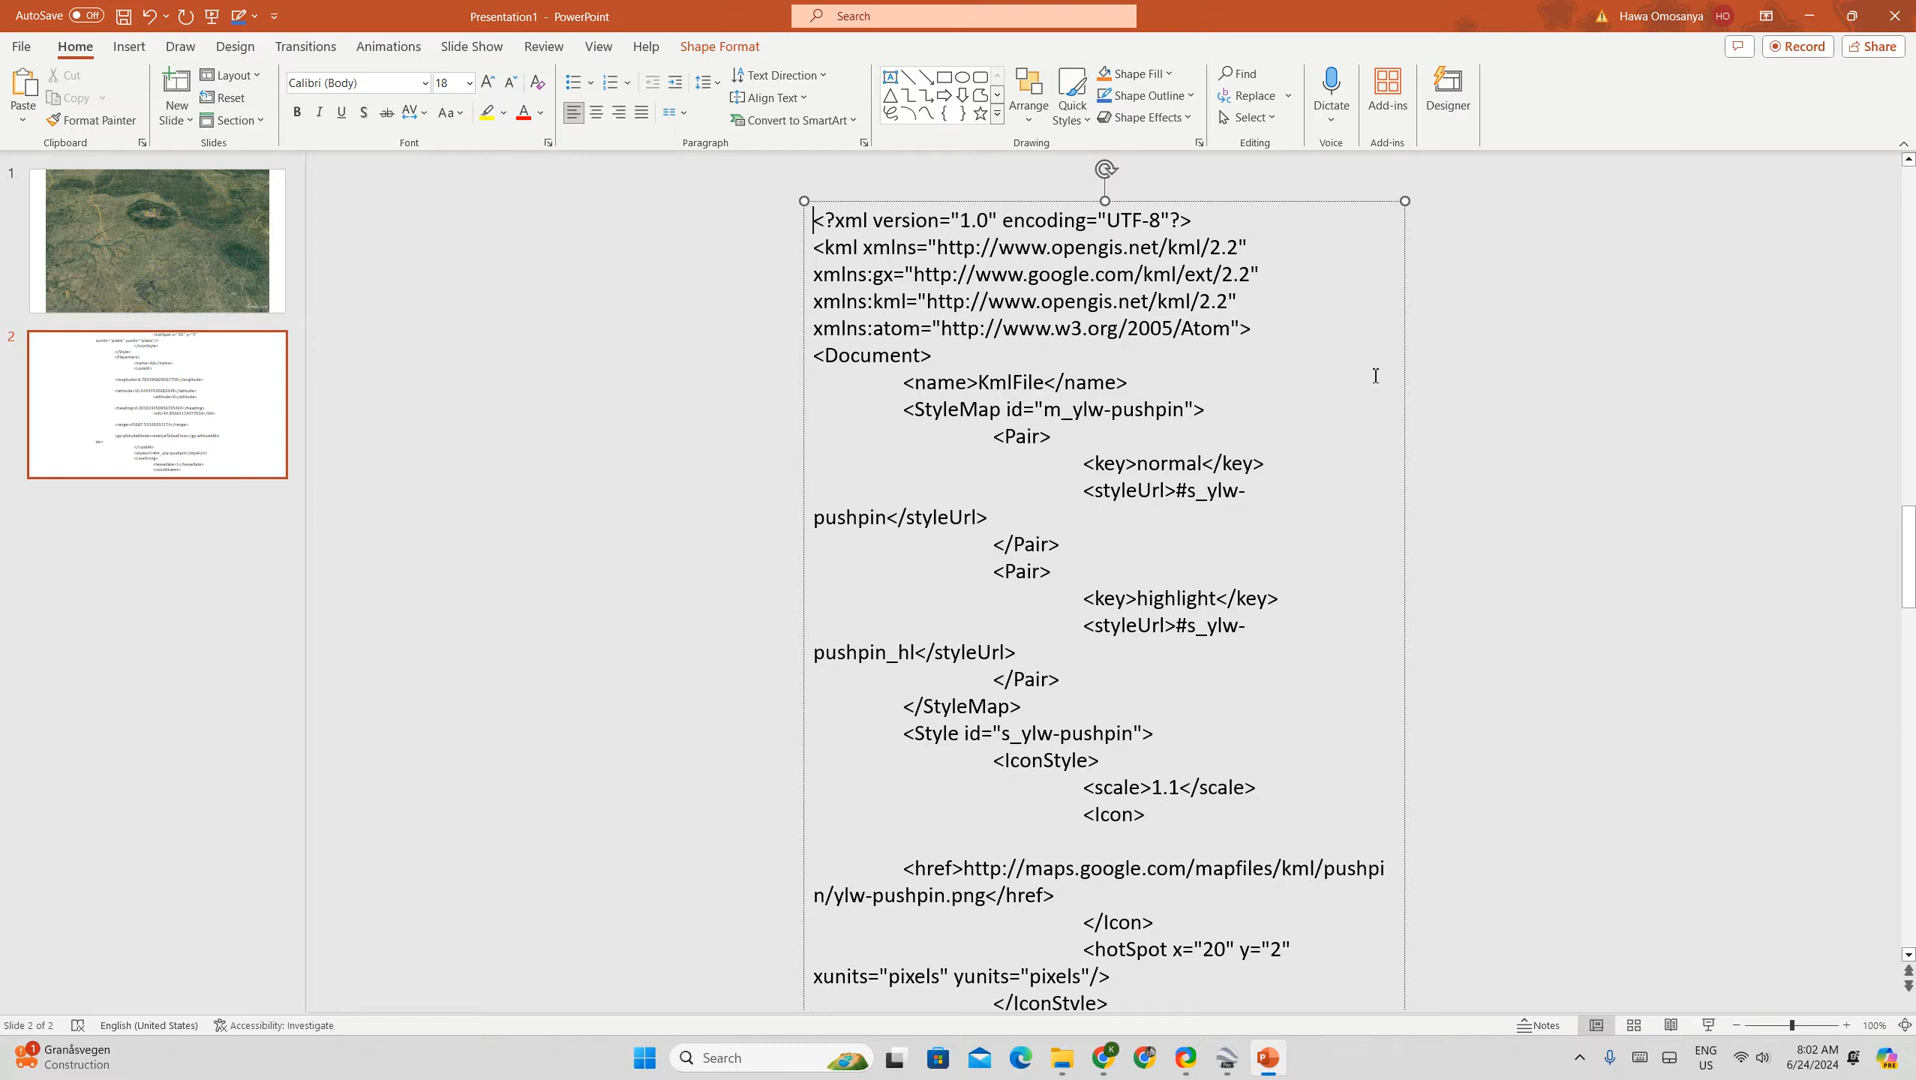 AutoSave Off
Presentation1 - PowerPoint
Search
Hawa Omosanya HO
File Home Insert Draw Design Transitions Animations Slide Show Review View Help Shape Format
Record Share
Paste
Cut
Copy
Format Painter
Clipboard
New Slide
Layout
Reset
Section
Slides
Calibri (Body) 18
Font
Text Direction
Align Text
Convert to SmartArt
Paragraph
Arrange
Quick Styles
Shape Fill
Shape Outline
Shape Effects
Drawing
Find
Replace
Select
Editing
Dictate
Voice
Add-ins
Add-ins
Designer
1
2
<?xml version="1.0" encoding="UTF-8"?>
<kml xmlns="http://www.opengis.net/kml/2.2"
xmlns:gx="http://www.google.com/kml/ext/2.2"
xmlns:kml="http://www.opengis.net/kml/2.2"
xmlns:atom="http://www.w3.org/2005/Atom">
<Document>
<name>KmlFile</name>
<StyleMap id="m_ylw-pushpin">
<Pair>
<key>normal</key>
<styleUrl>#s_ylw-
pushpin</styleUrl>
</Pair>
<Pair>
<key>highlight</key>
<styleUrl>#s_ylw-
pushpin_hl</styleUrl>
</Pair>
</StyleMap>
<Style id="s_ylw-pushpin">
<IconStyle>
<scale>1.1</scale>
<Icon>
<href>http://maps.google.com/mapfiles/kml/pushpi
n/ylw-pushpin.png</href>
</Icon>
<hotSpot x="20" y="2"
xunits="pixels" yunits="pixels"/>
</IconStyle>
Slide 2 of 2
English (United States)
Accessibility: Investigate
Notes
100%
1
Granåsvegen
Construction
Search
ENG
US
8:02 AM
6/24/2024